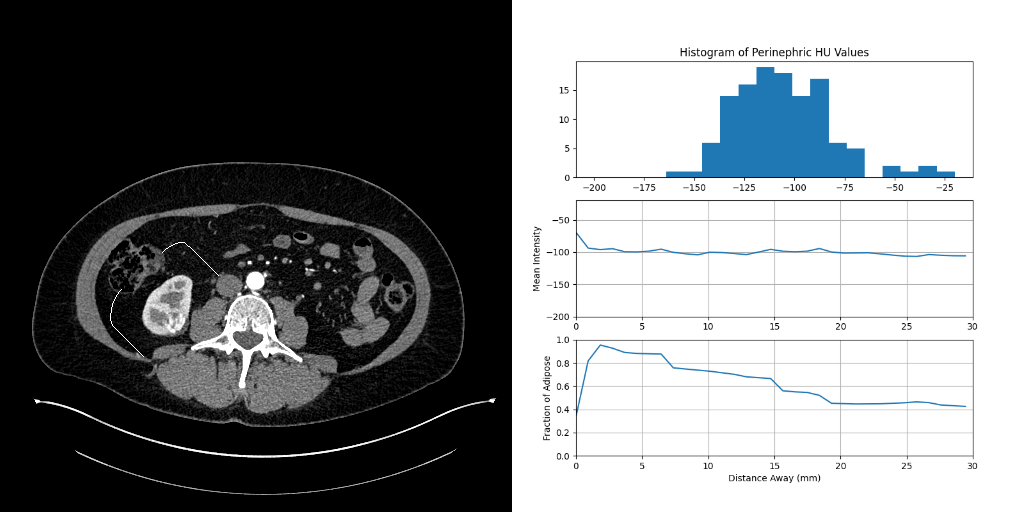 Histogram of Perinephric HU Values
15
10
5
0
−200 −175 −150 −125 −100 −75 −50 −25
Mean Intensity
−50
−100
−150
−200
0 5 10 15 20 25 30
Fraction of Adipose
1.0
0.8
0.6
0.4
0.2
0.0
0 5 10 15 20 25 30
Distance Away (mm)